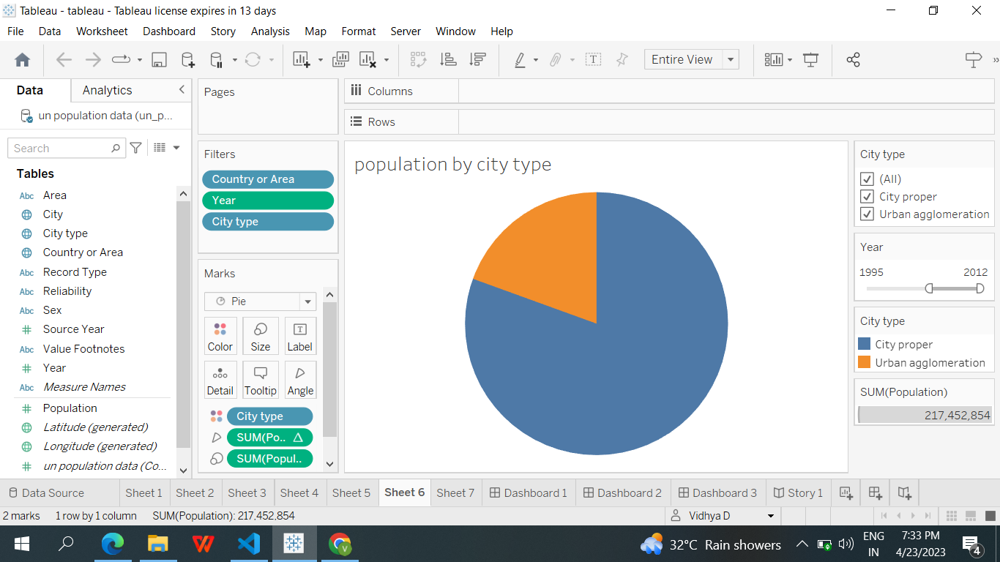 Tableau - tableau - Tableau license expires in 13 days
File Data Worksheet Dashboard Story Analysis Map Format Server Window Help
Entire View
Data Analytics
un population data (un_p...
Search
Tables
Abc Area
City
City type
Country or Area
Abc Record Type
Abc Reliability
Abc Sex
# Source Year
Abc Value Footnotes
# Year
Abc Measure Names
# Population
Latitude (generated)
Longitude (generated)
# un population data (Co...
Pages
Filters
Country or Area
Year
City type
Marks
Pie
Color Size Label
Detail Tooltip Angle
City type
SUM(Po.. △
SUM(Popul..
Columns
Rows
population by city type
City type
(All)
City proper
Urban agglomeration
Year
1995 2012
City type
City proper
Urban agglomeration
SUM(Population)
217,452,854
Data Source Sheet 1 Sheet 2 Sheet 3 Sheet 4 Sheet 5 Sheet 6 Sheet 7 Dashboard 1 Dashboard 2 Dashboard 3 Story 1
2 marks 1 row by 1 column SUM(Population): 217,452,854 Vidhya D
32°C Rain showers
ENG
IN
7:33 PM
4/23/2023
4